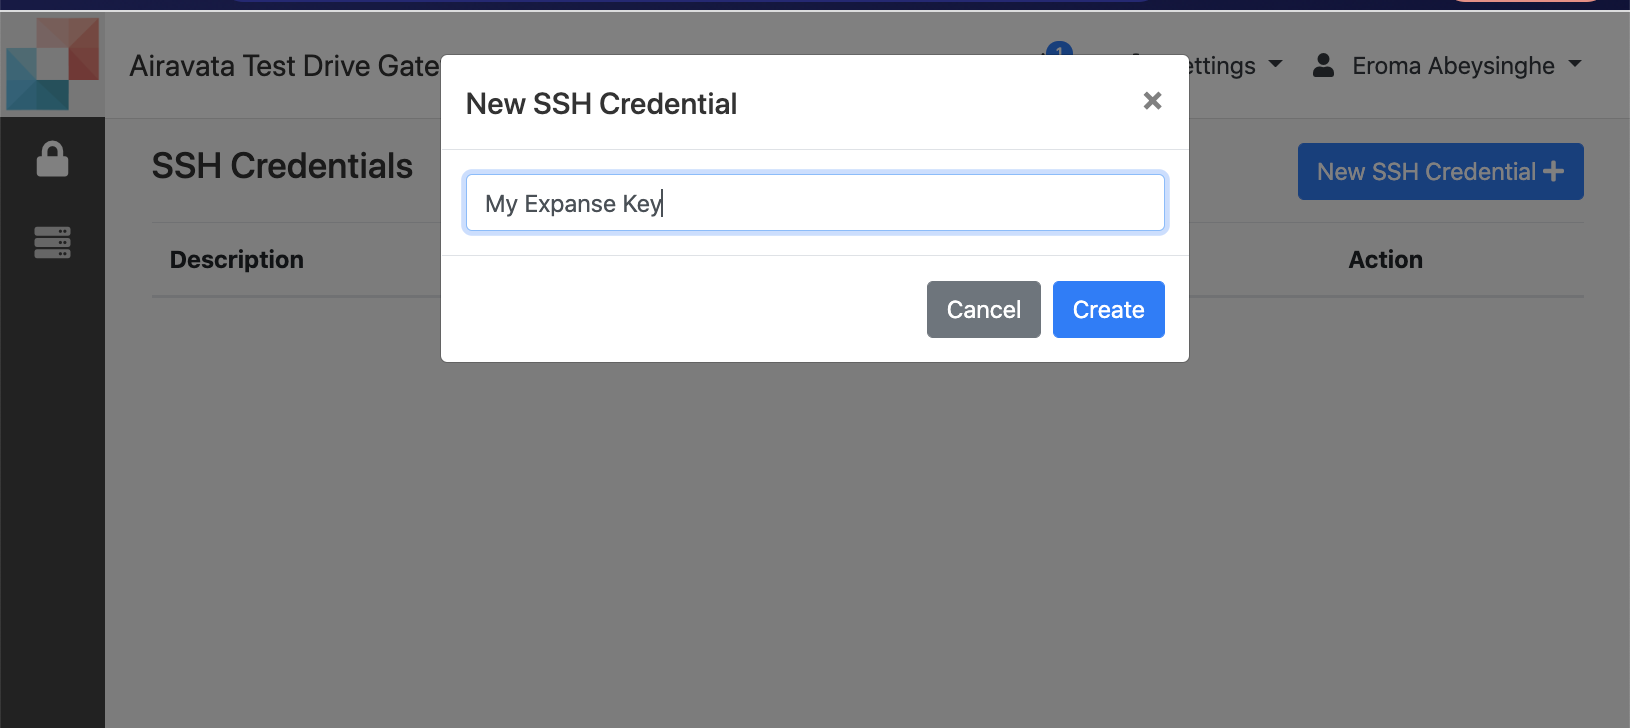 Airavata Test Drive Gate
1
ettings
Eroma Abeysinghe
New SSH Credential
SSH Credentials
New SSH Credential
My Expanse Key
Description
Action
Cancel
Create